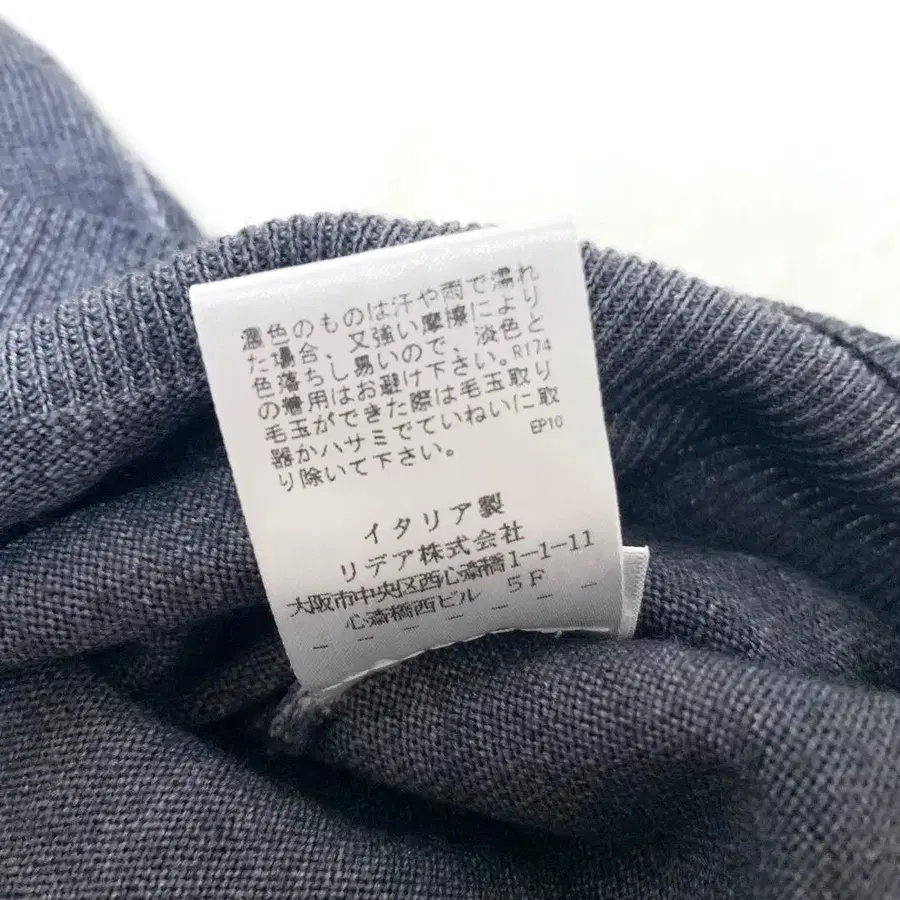 濃色のものは汗や雨で濡れ
た場合、又強い摩擦により
色落ちし易いので、淡色と
の着用はお避け下さい。R174
毛玉ができた際は毛玉取り
器かハサミでていねいに取
り除いて下さい。 EP10
イタリア製
リデア株式会社
大阪市中央区西心斎橋1-1-11
心斎橋西ビル 5F